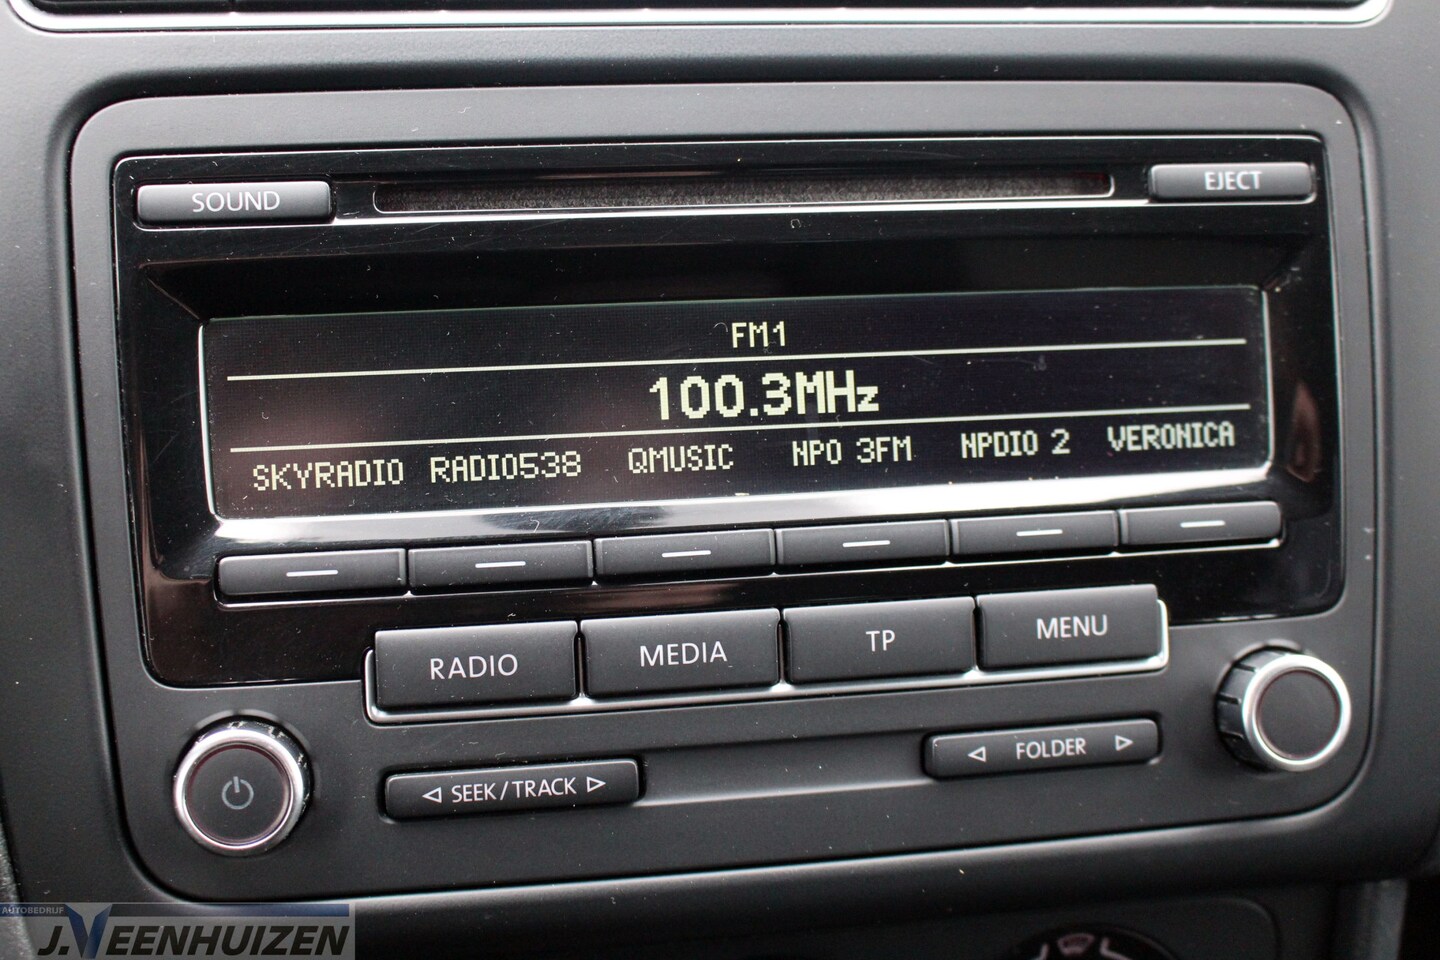 SOUND
EJECT
FM1
100.3MHz
SKYRADIO RADIO538 QMUSIC NPO 3FM NPDIO 2 VERONICA
RADIO MEDIA TP MENU
SEEK/TRACK
FOLDER
AUTOBEDRIJF
J.VEENHUIZEN